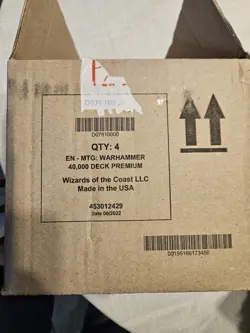 D07610000
QTY: 4
EN - MTG: WARHAMMER
40,000 DECK PREMIUM
Wizards of the Coast LLC
Made in the USA
453012429
Date 06/2022
00195166173450